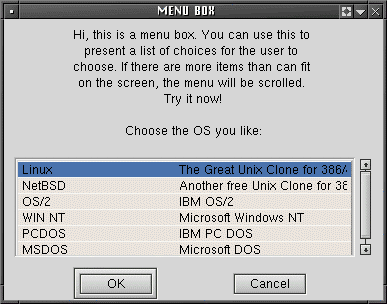 MENU BOX
Hi, this is a menu box. You can use this to
present a list of choices for the user to
choose. If there are more items than can fit
on the screen, the menu will be scrolled.
Try it now!
Choose the OS you like:
Linux The Great Unix Clone for 386/
NetBSD Another free Unix Clone for 38
OS/2 IBM OS/2
WIN NT Microsoft Windows NT
PCDOS IBM PC DOS
MSDOS Microsoft DOS
OK Cancel